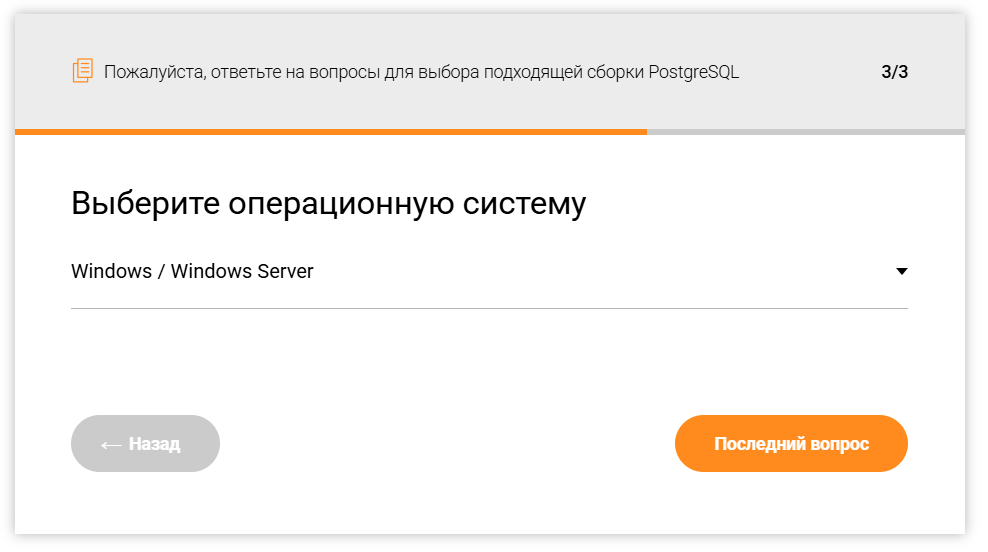 Пожалуйста, ответьте на вопросы для выбора подходящей сборки PostgreSQL 3/3
Выберите операционную систему
Windows / Windows Server
← Назад
Последний вопрос